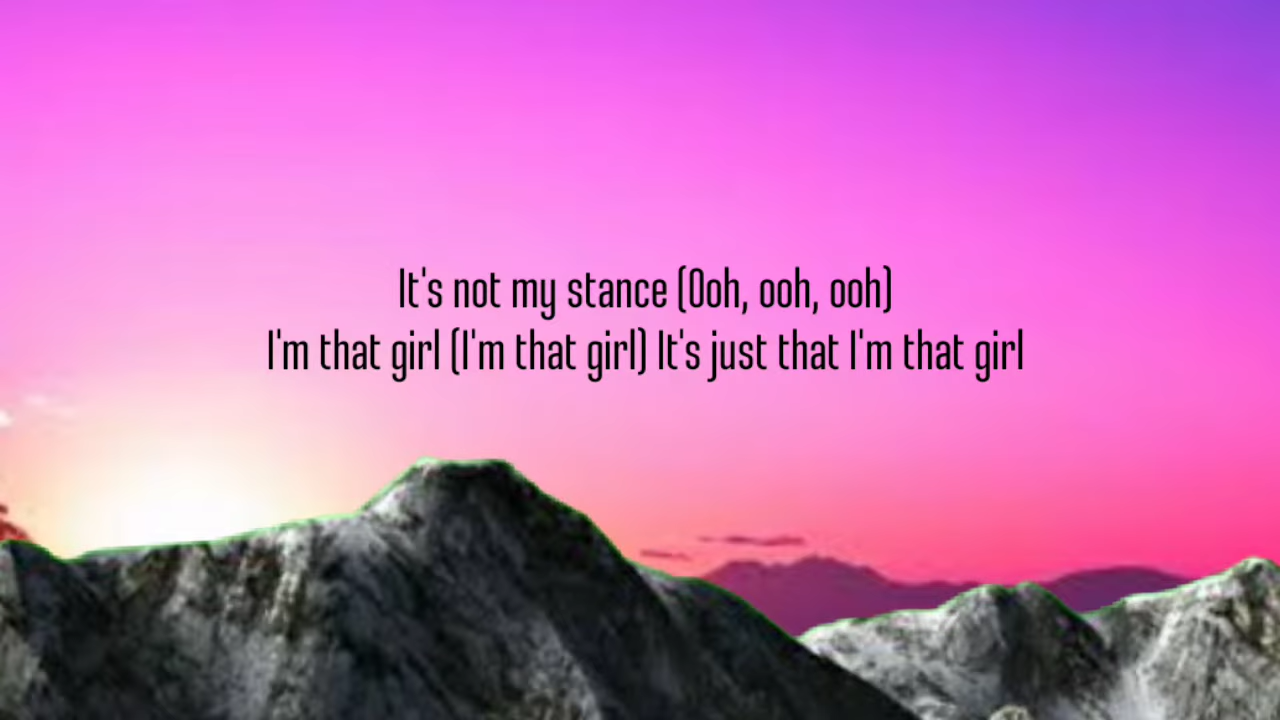 It's not my stance (Ooh, ooh, ooh)
I'm that girl (I'm that girl) It's just that I'm that girl